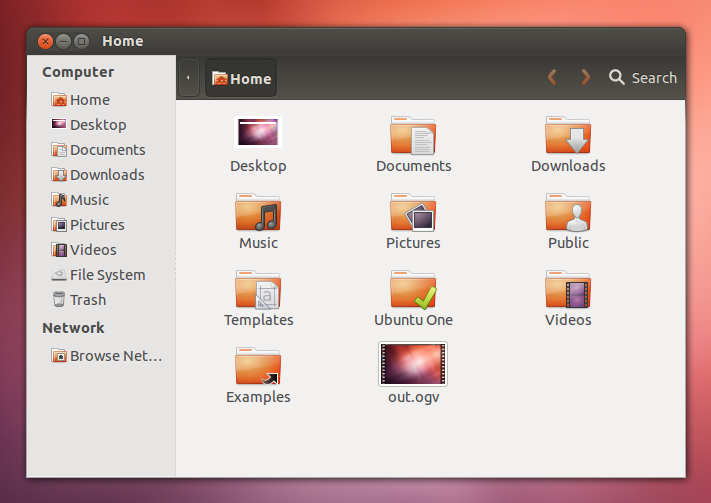 Home
Computer
Home
Desktop
Documents
Downloads
Music
Pictures
Videos
File System
Trash
Network
Browse Net...
Home
Search
Desktop
Documents
Downloads
Music
Pictures
Public
Templates
Ubuntu One
Videos
Examples
out.ogv